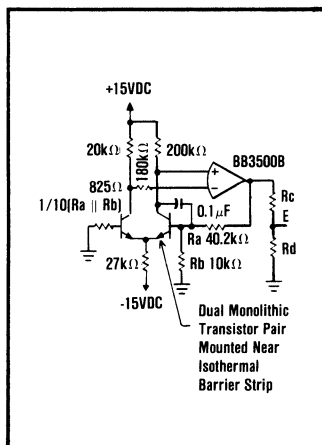 +15VDC
20kΩ
180kΩ
200kΩ
BB3500B
+
−
825Ω
1/10(Ra || Rb)
0.1μF
Rc
E
Ra
40.2kΩ
Rd
27kΩ
Rb 10kΩ
-15VDC
Dual Monolithic
Transistor Pair
Mounted Near
Isothermal
Barrier Strip